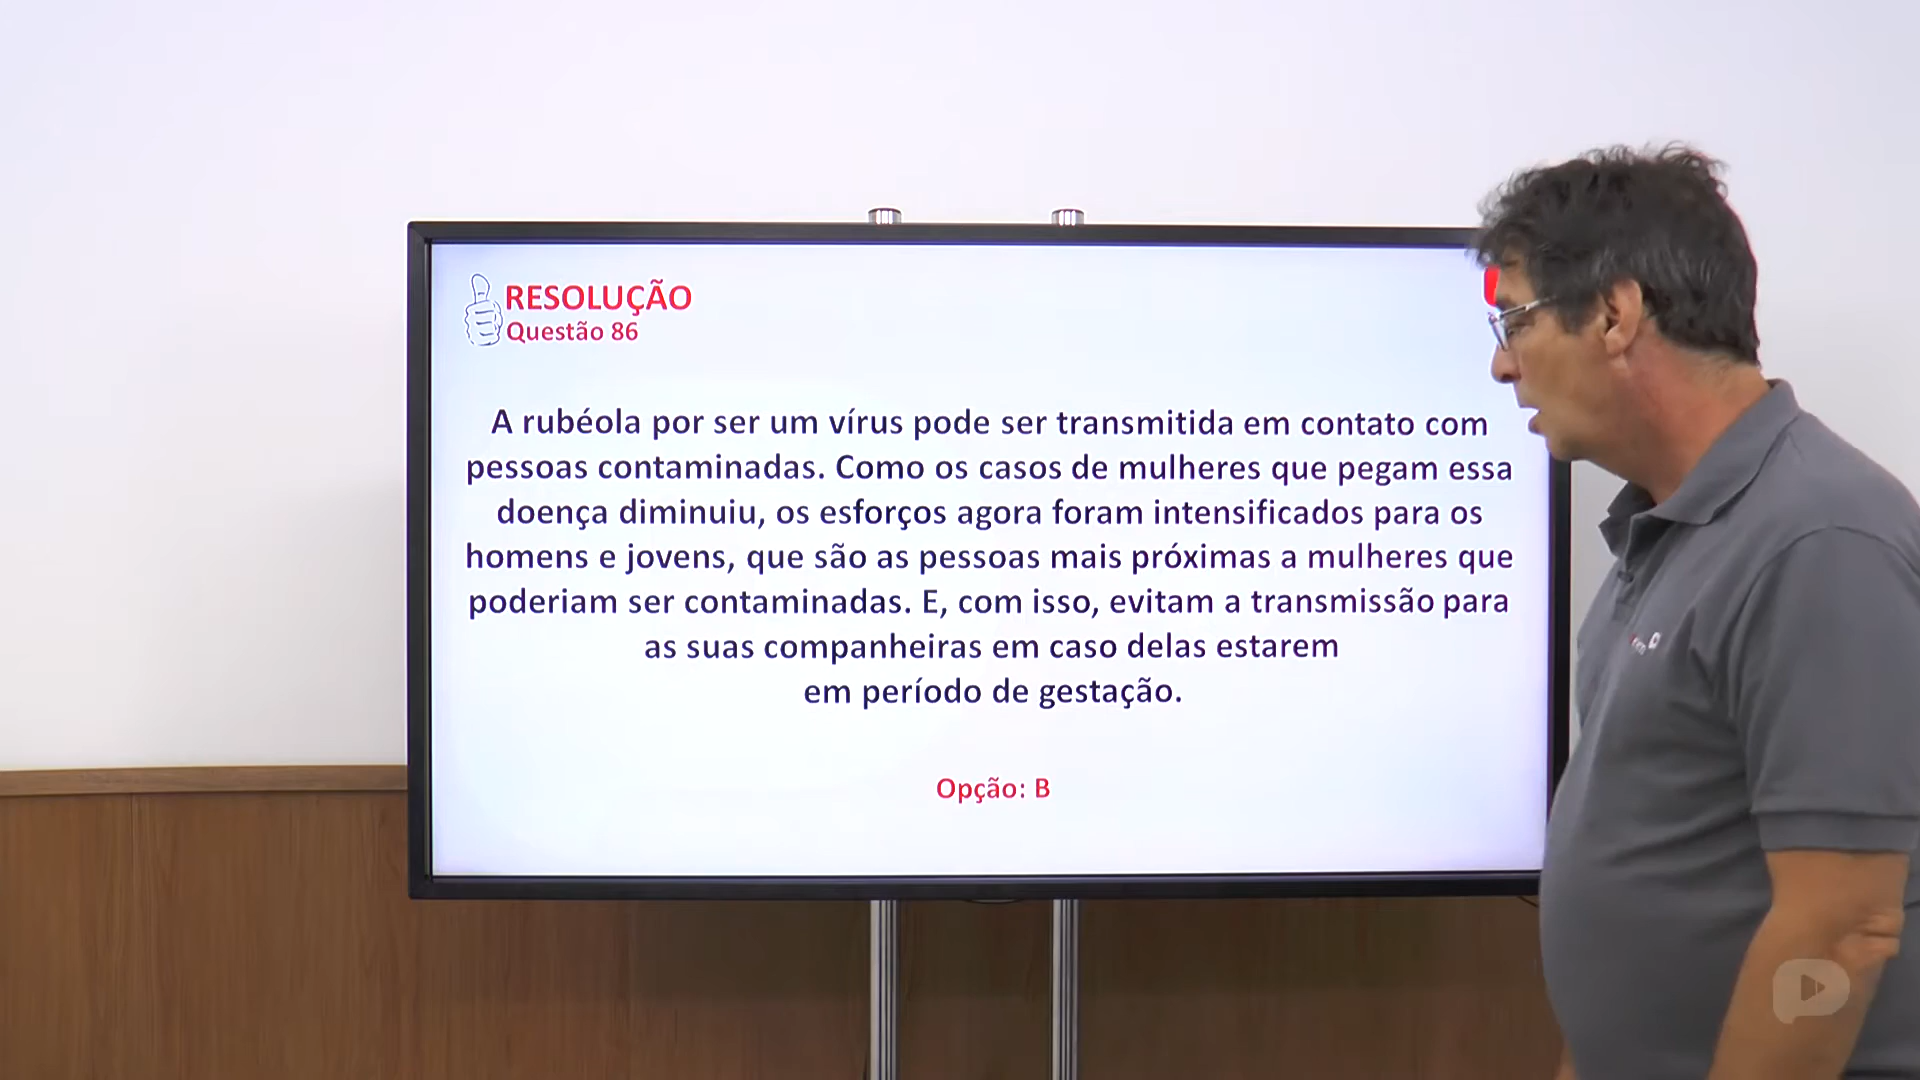 RESOLUÇÃO
Questão 86
A rubéola por ser um vírus pode ser transmitida em contato com
pessoas contaminadas. Como os casos de mulheres que pegam essa
doença diminuiu, os esforços agora foram intensificados para os
homens e jovens, que são as pessoas mais próximas a mulheres que
poderiam ser contaminadas. E, com isso, evitam a transmissão para
as suas companheiras em caso delas estarem
em período de gestação.
Opção: B